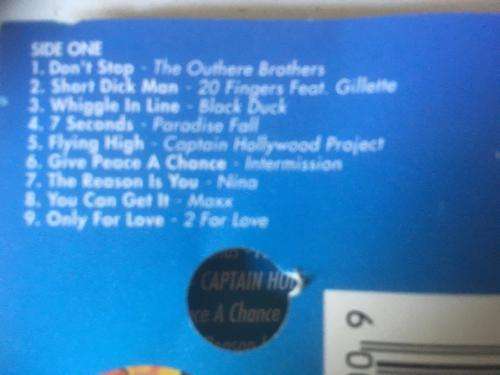 SIDE ONE
1. Don't Stop - The Outhere Brothers
2. Short Dick Man - 20 Fingers Feat. Gillette
3. Whiggle In Line - Black Duck
4. 7 Seconds - Paradise Fall
5. Flying High - Captain Hollywood Project
6. Give Peace A Chance - Intermission
7. The Reason Is You - Nina
8. You Can Get It - Maxx
9. Only For Love - 2 For Love
CAPTAIN HO
ce A Chance
9